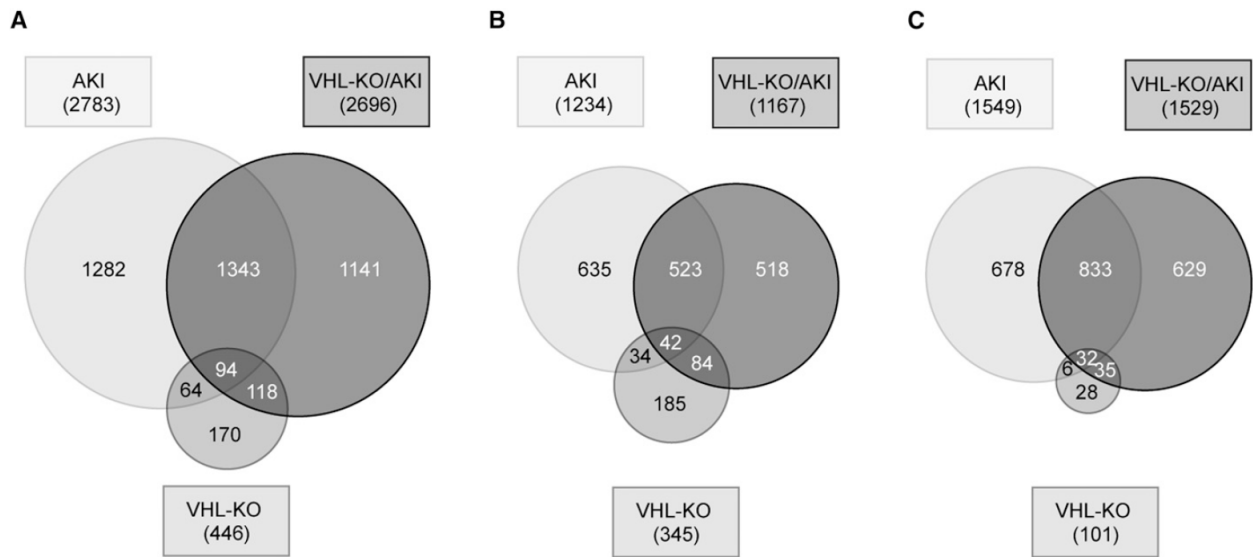 A
AKI
(2783)
VHL-KO/AKI
(2696)
1282
1343
1141
94
64
118
170
VHL-KO
(446)
B
AKI
(1234)
VHL-KO/AKI
(1167)
635
523
518
42
34
84
185
VHL-KO
(345)
C
AKI
(1549)
VHL-KO/AKI
(1529)
678
833
629
32
6
35
28
VHL-KO
(101)